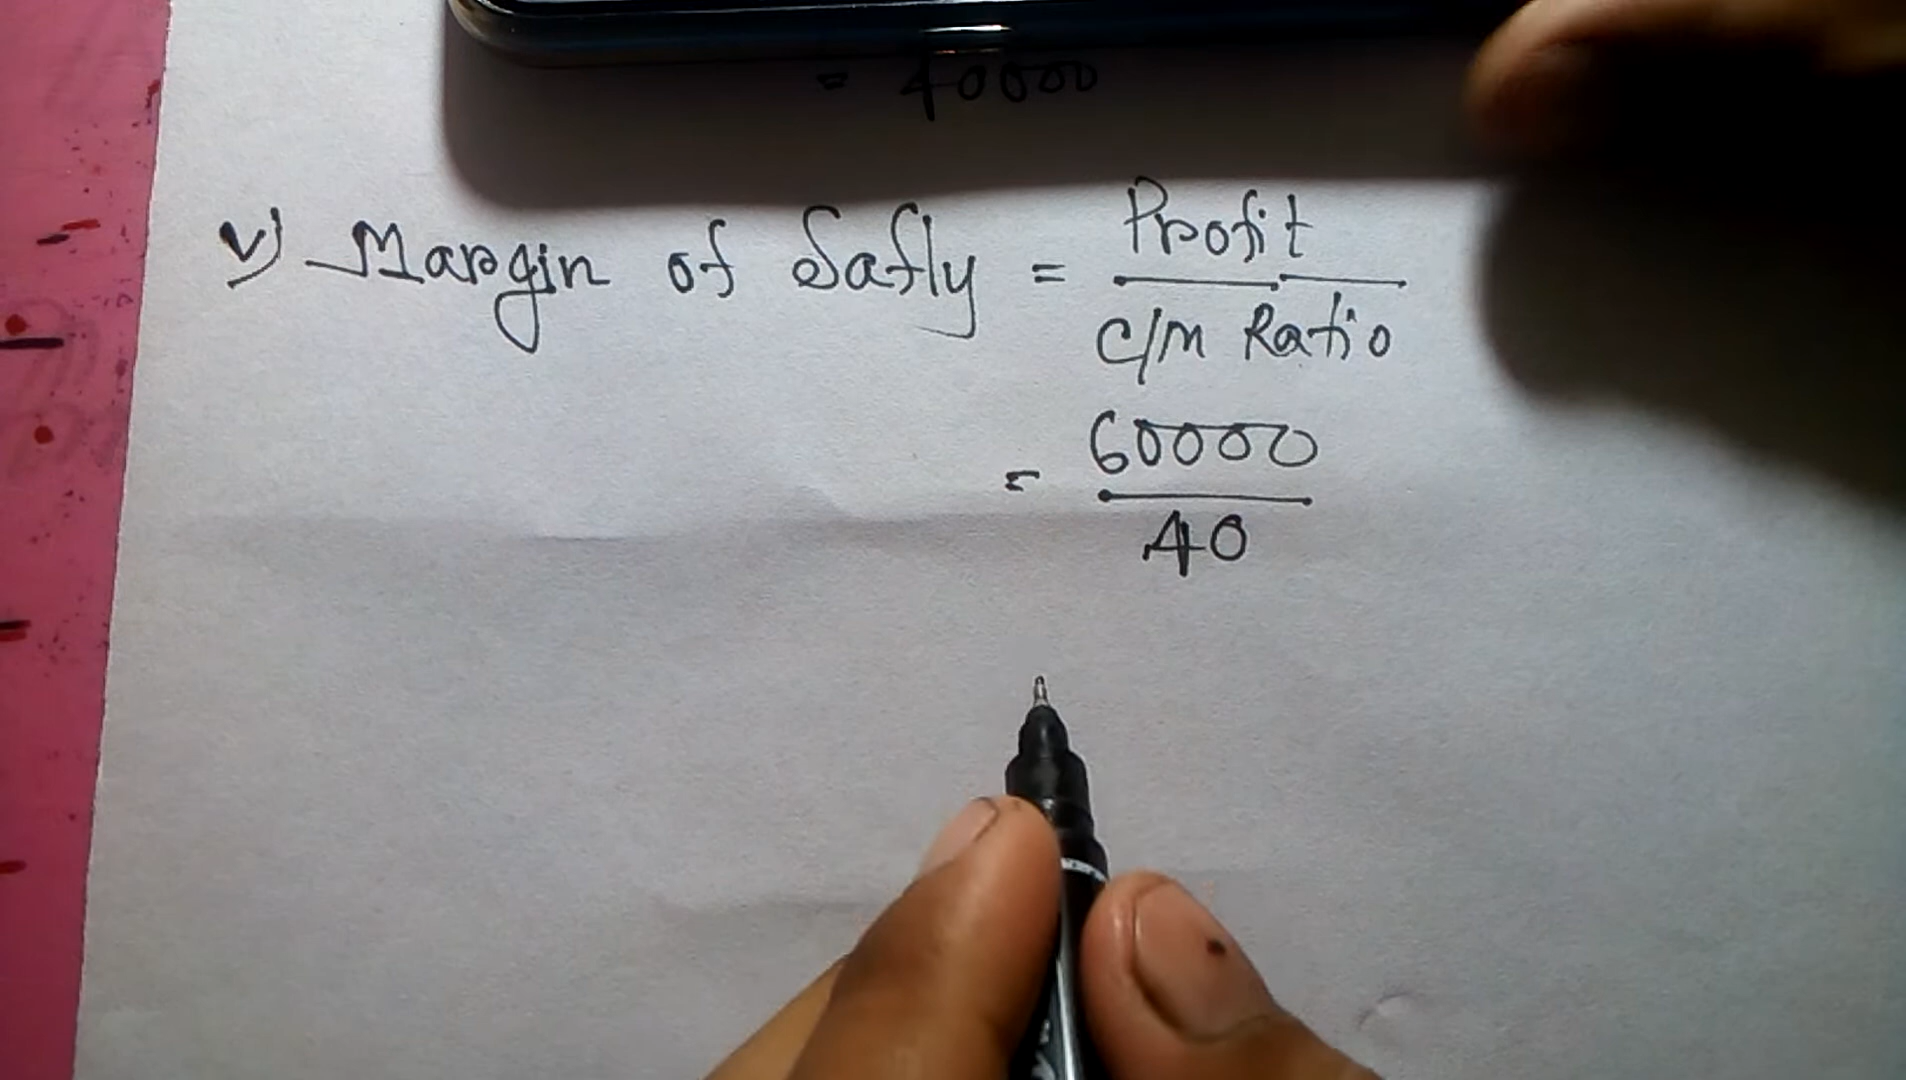 = 40000
v) Margin of Safly = Profit
C/M Ratio
= 60000
40